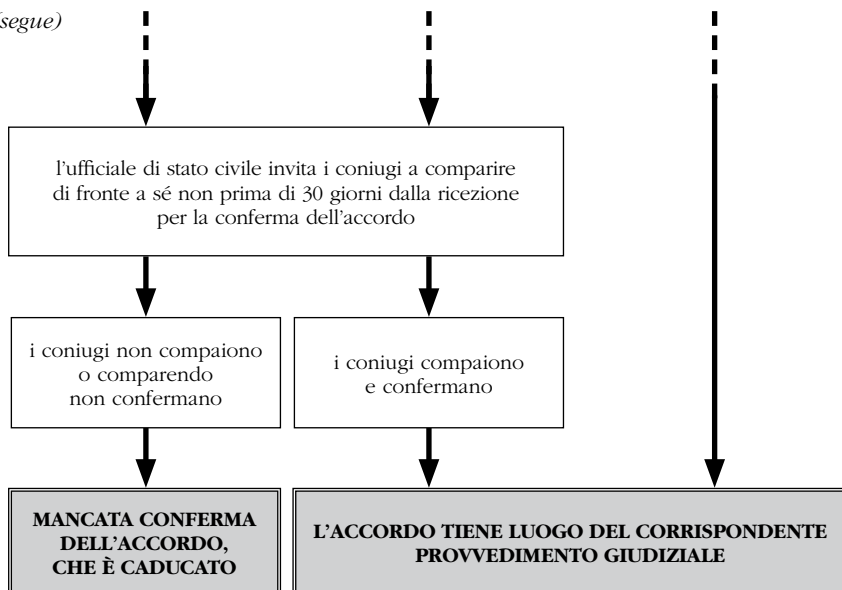 segue)
l'ufficiale di stato civile invita i coniugi a comparire
di fronte a sé non prima di 30 giorni dalla ricezione
per la conferma dell'accordo
i coniugi non compaiono
o comparendo
non confermano
i coniugi compaiono
e confermano
MANCATA CONFERMA
DELL'ACCORDO,
CHE È CADUCATO
L'ACCORDO TIENE LUOGO DEL CORRISPONDENTE
PROVVEDIMENTO GIUDIZIALE